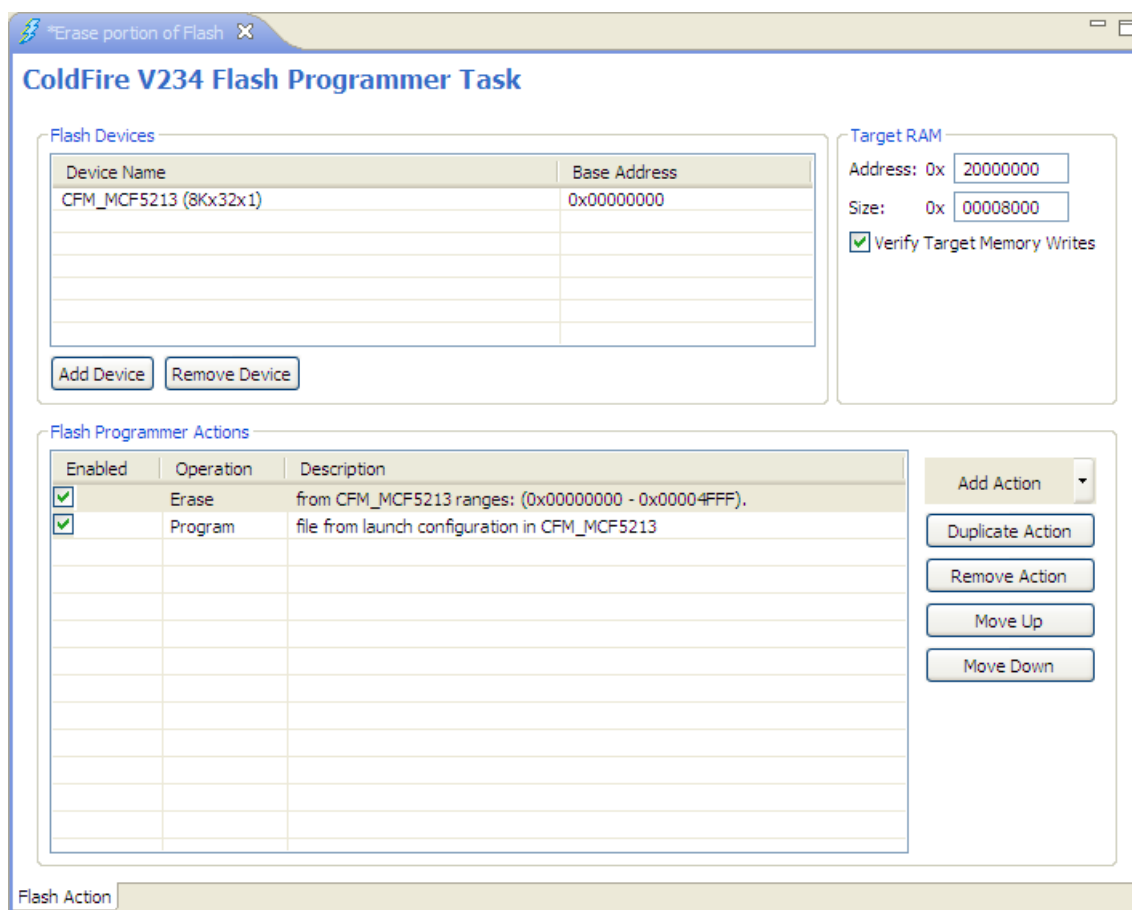 *Erase portion of Flash
ColdFire V234 Flash Programmer Task
Flash Devices
Device Name Base Address
CFM_MCF5213 (8Kx32x1) 0x00000000
Add Device Remove Device
Target RAM
Address: 0x 20000000
Size: 0x 00008000
Verify Target Memory Writes
Flash Programmer Actions
Enabled Operation Description
Erase from CFM_MCF5213 ranges: (0x00000000 - 0x00004FFF).
Program file from launch configuration in CFM_MCF5213
Add Action
Duplicate Action
Remove Action
Move Up
Move Down
Flash Action